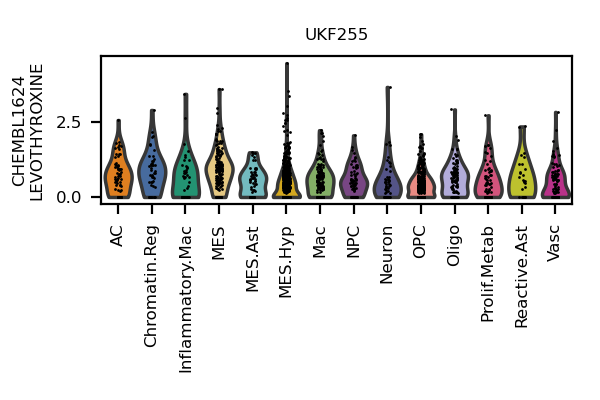 UKF255
CHEMBL1624
LEVOTHYROXINE
2.5
0.0
AC
Chromatin.Reg
Inflammatory.Mac
MES
MES.Ast
MES.Hyp
Mac
NPC
Neuron
OPC
Oligo
Prolif.Metab
Reactive.Ast
Vasc